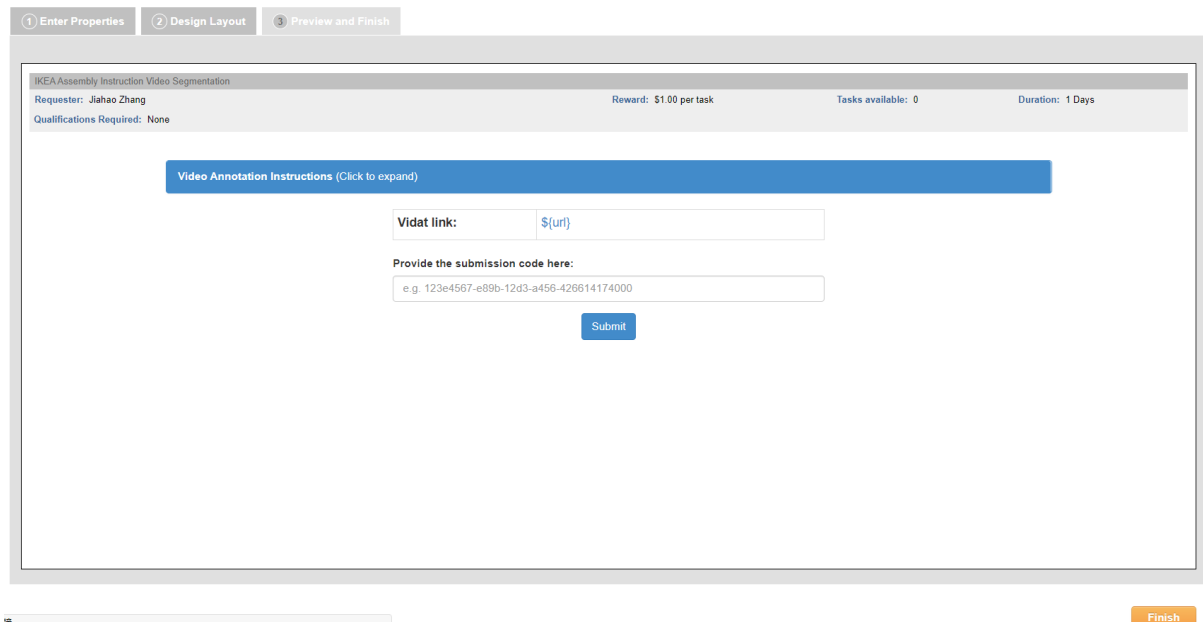 1 Enter Properties 2 Design Layout 3 Preview and Finish
IKEA Assembly Instruction Video Segmentation
Requester: Jiahao Zhang Reward: $1.00 per task Tasks available: 0 Duration: 1 Days
Qualifications Required: None
Video Annotation Instructions (Click to expand)
Vidat link: ${url}
Provide the submission code here:
e.g. 123e4567-e89b-12d3-a456-426614174000
Submit
Finish